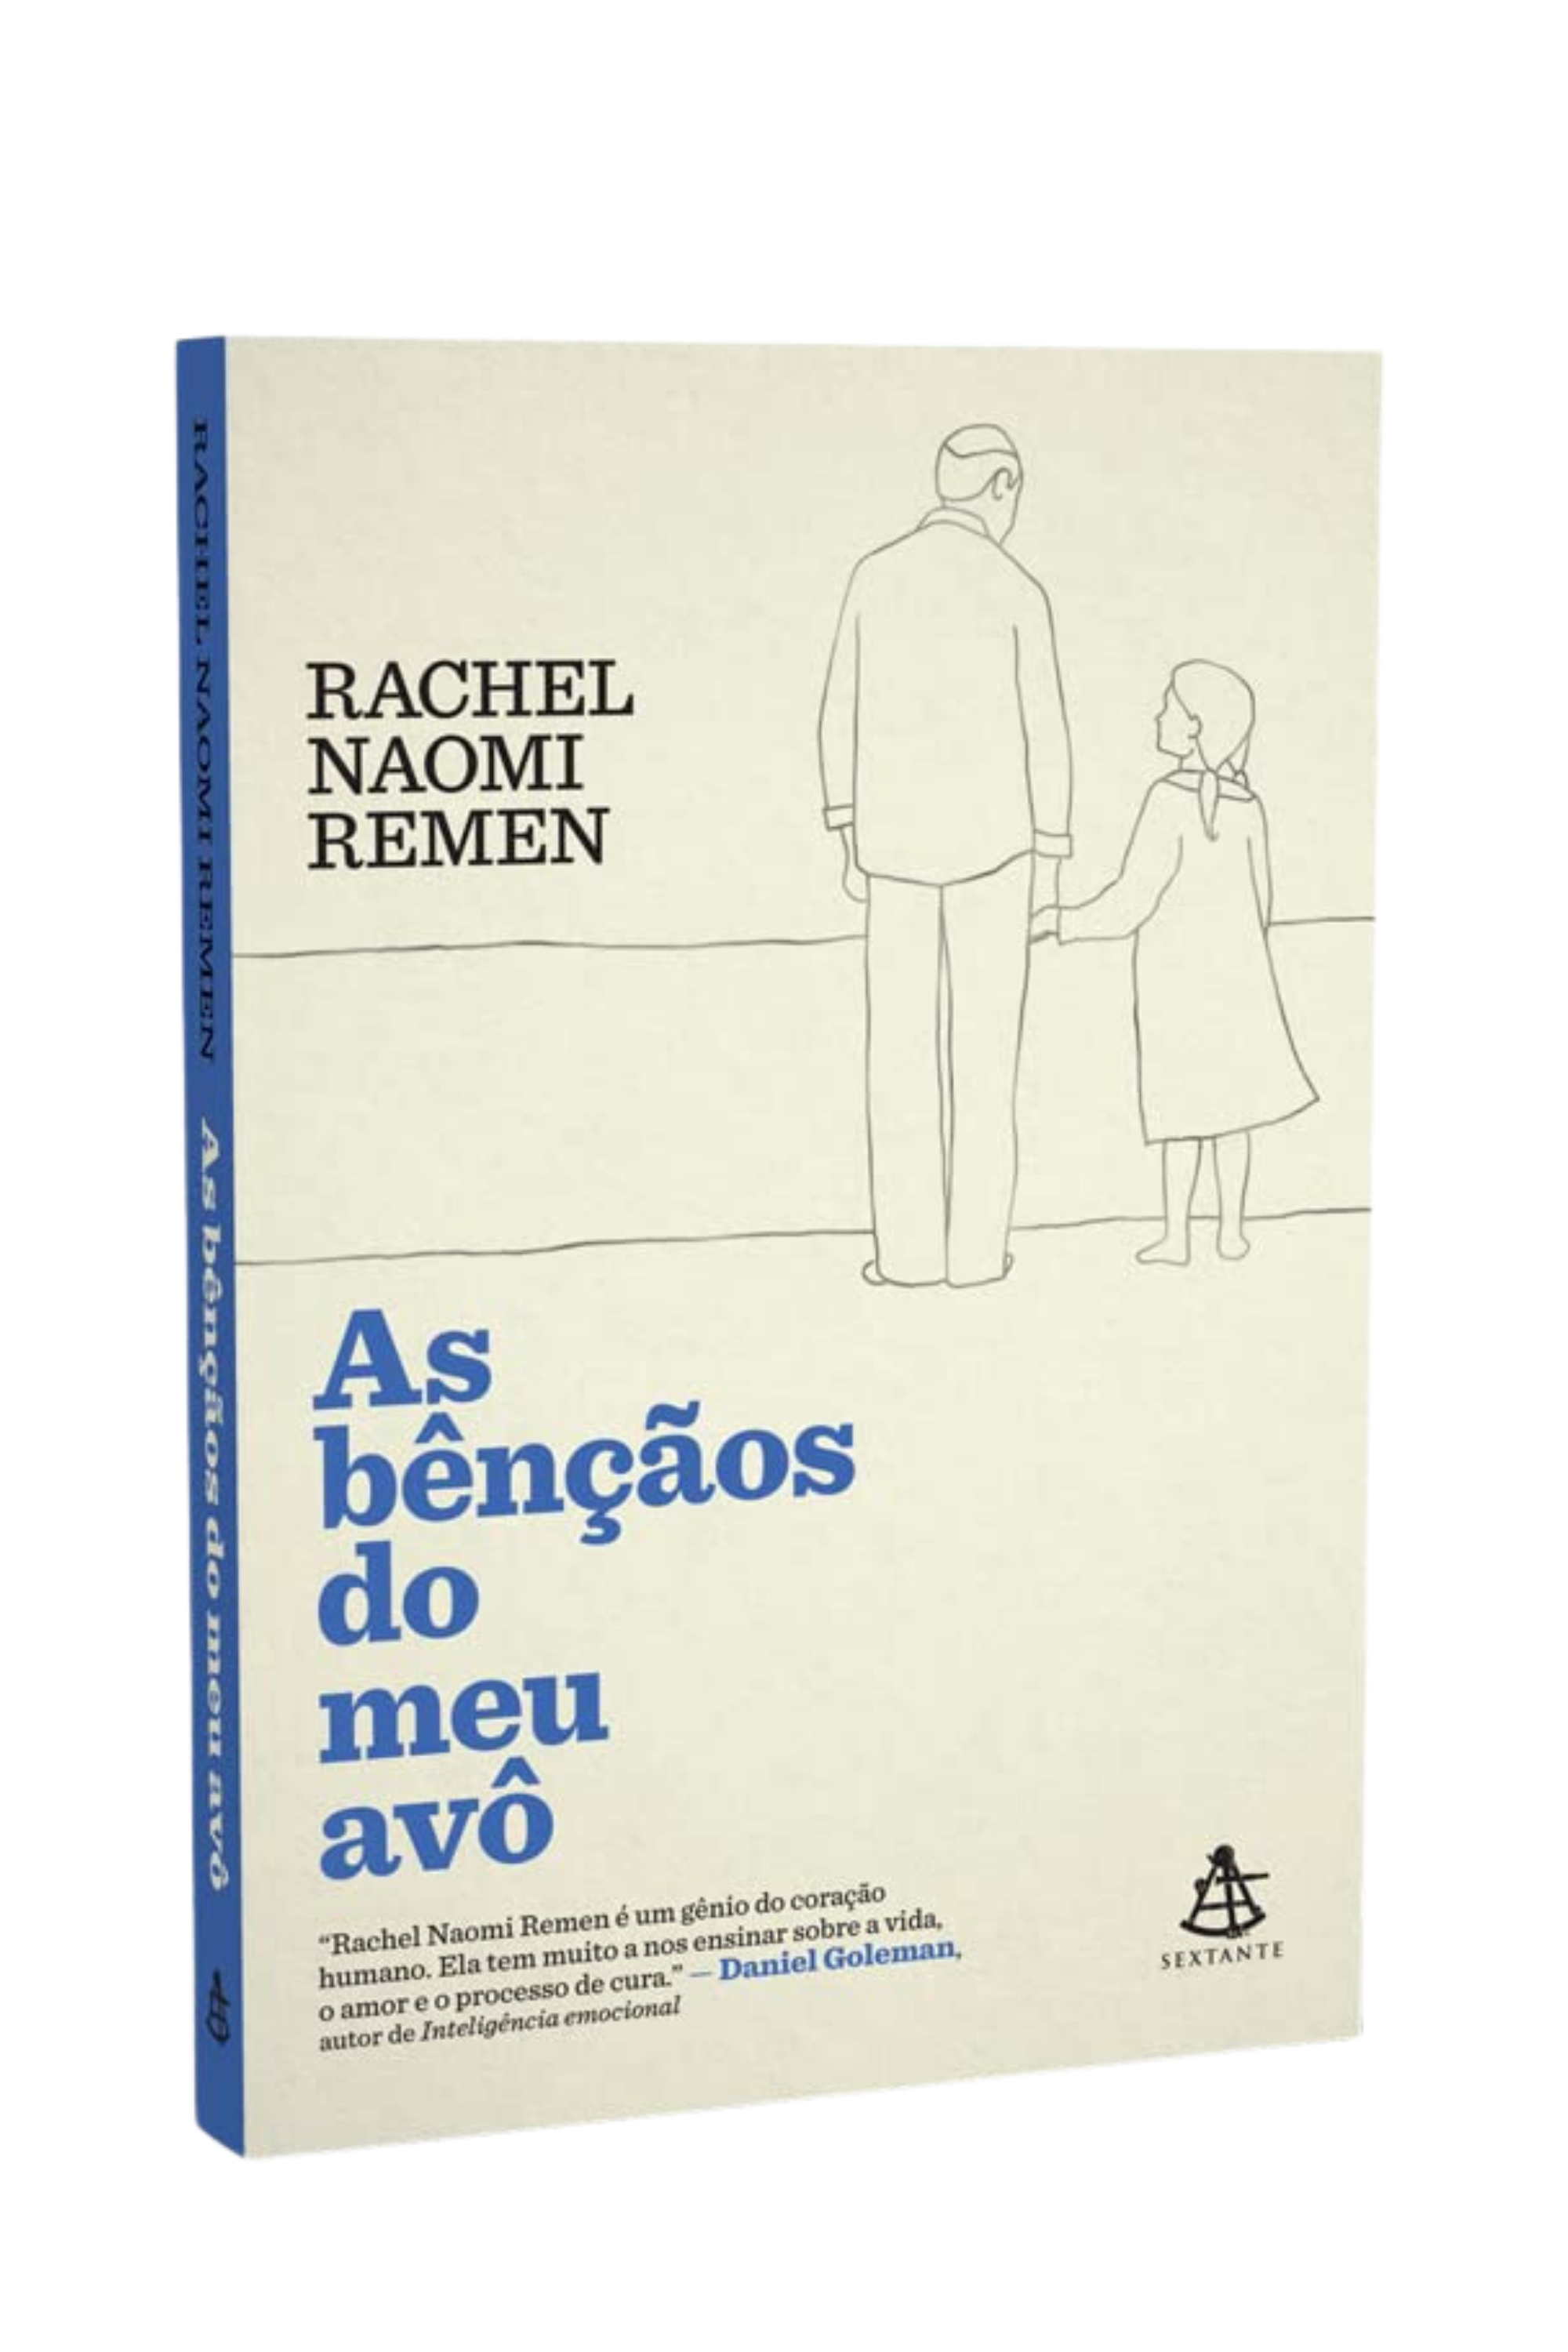 RACHEL NAOMI REMEN As bênçãos do meu avô
RACHEL
NAOMI
REMEN
As
bênçãos
do
meu
avô
“Rachel Naomi Remen é um gênio do coração
humano. Ela tem muito a nos ensinar sobre a vida,
o amor e o processo de cura.” — Daniel Goleman,
autor de Inteligência emocional
SEXTANTE